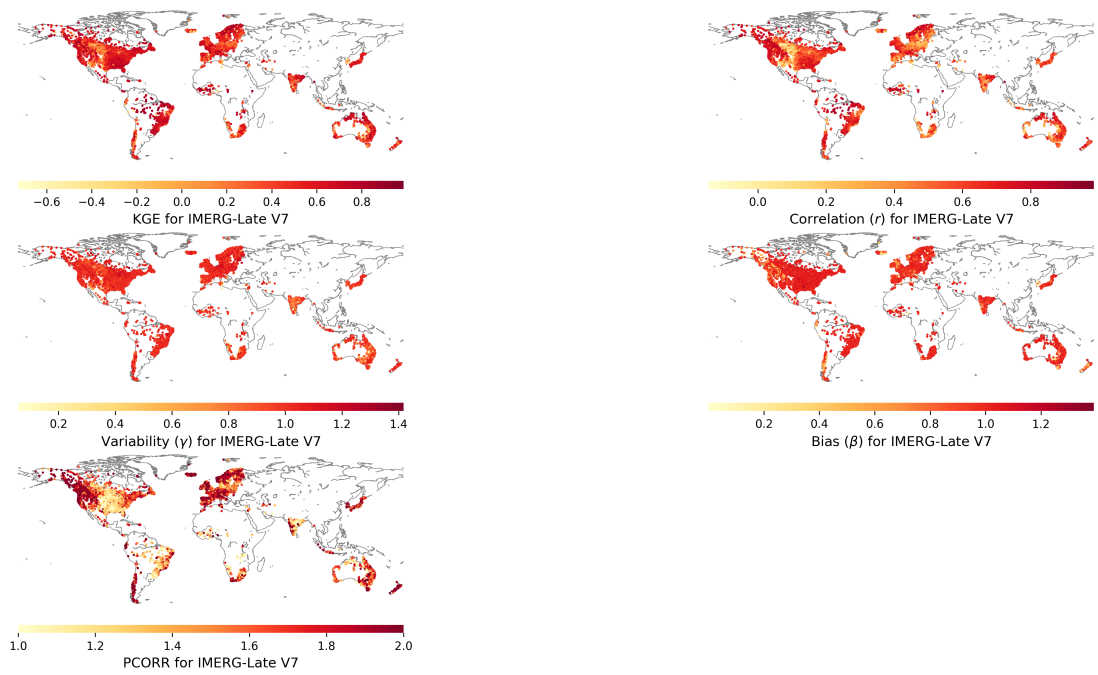 −0.6 −0.4 −0.2 0.0 0.2 0.4 0.6 0.8
KGE for IMERG-Late V7
0.0 0.2 0.4 0.6 0.8
Correlation (r) for IMERG-Late V7
0.2 0.4 0.6 0.8 1.0 1.2 1.4
Variability (γ) for IMERG-Late V7
0.2 0.4 0.6 0.8 1.0 1.2
Bias (β) for IMERG-Late V7
1.0 1.2 1.4 1.6 1.8 2.0
PCORR for IMERG-Late V7